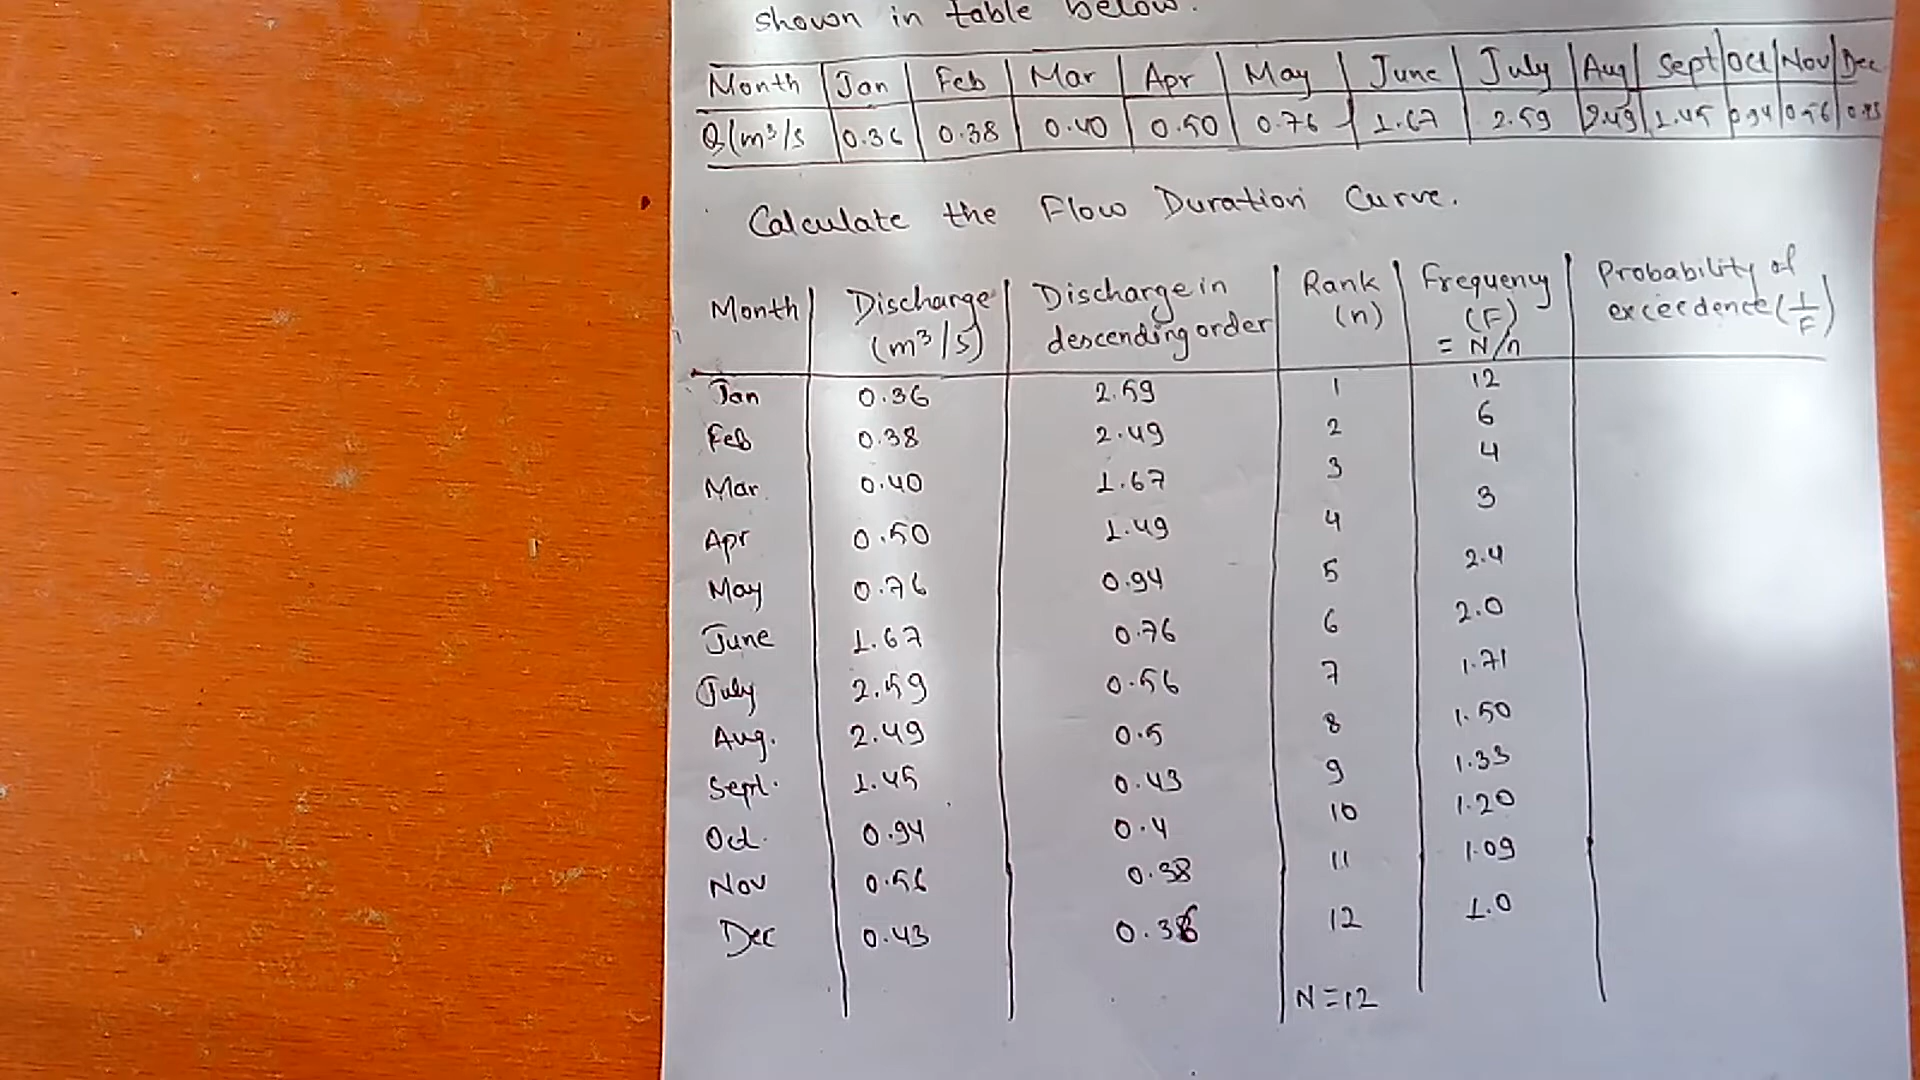 shown in table below.
Month Jan Feb Mar Apr May June July Aug Sept Oct Nov Dec
Q(m³/s 0.36 0.38 0.40 0.50 0.76 1.67 2.59 2.49 1.45 0.94 0.56
Calculate the Flow Duration Curve.
Month Discharge (m³/s) Discharge in descending order Rank (n) Frequency (F) = N/n Probability of exceedence (1/F)
Jan 0.36 2.59 1 12
Feb 0.38 2.49 2 6
Mar. 0.40 1.67 3 4
Apr 0.50 1.49 4 3
May 0.76 0.94 5 2.4
June 1.67 0.76 6 2.0
July 2.59 0.56 7 1.71
Aug. 2.49 0.5 8 1.50
Sept. 1.45 0.43 9 1.33
Oct. 0.94 0.4 10 1.20
Nov 0.56 0.38 11 1.09
Dec 0.43 0.36 12 1.0
N = 12